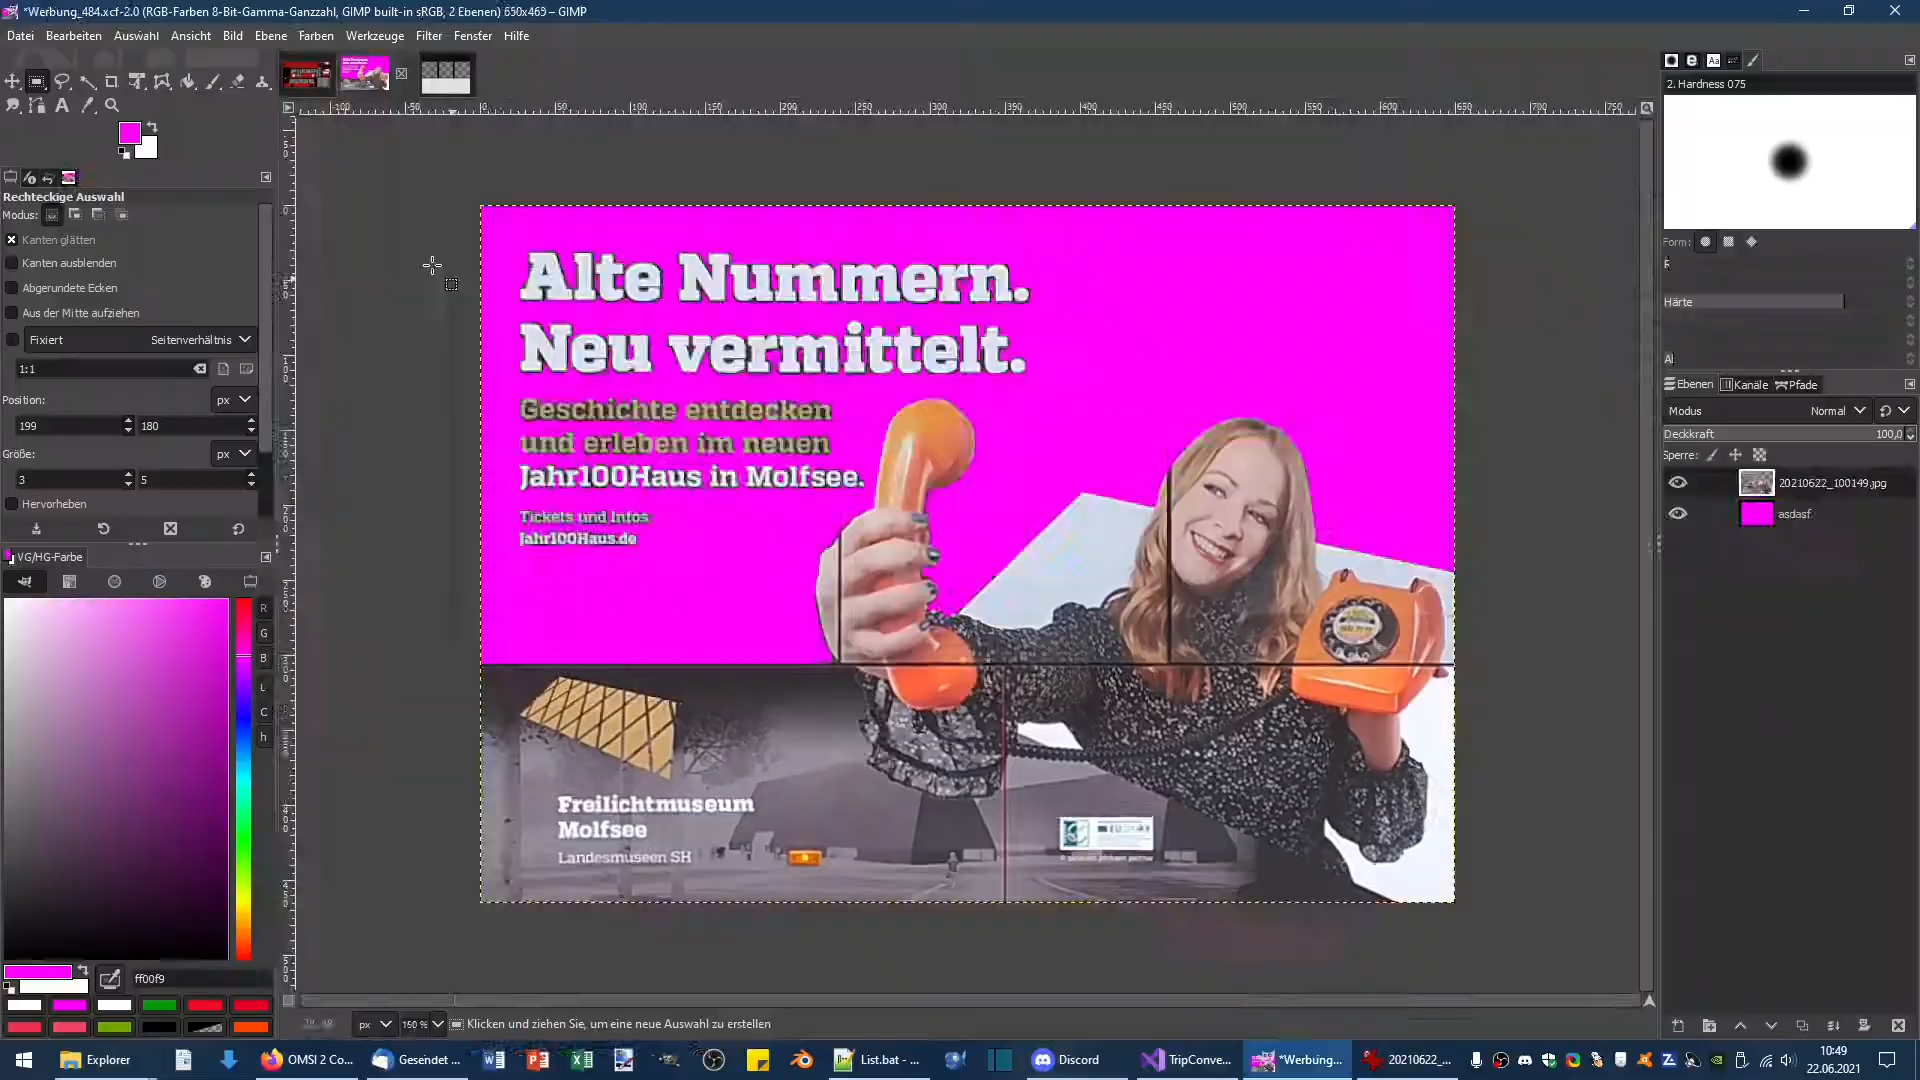 *Werbung_484.xcf-2.0 (RGB-Farben 8-Bit-Gamma-Ganzzahl, GIMP built-in sRGB, 2 Ebenen) 650x465 – GIMP
Datei Bearbeiten Auswahl Ansicht Bild Ebene Farben Werkzeuge Filter Fenster Hilfe
2. Hardness 075
Form:
Härte
Rechteckige Auswahl
Modus:
Kanten glätten
Kanten ausblenden
Abgerundete Ecken
Aus der Mitte aufziehen
Fixiert Seitenverhältnis
1:1
Position: px
199 180
Größe: px
3 5
Hervorheben
VG/HG-Farbe
R
G
B
L
C
h
ff00f9
Alte Nummern.
Neu vermittelt.
Geschichte entdecken
und erleben im neuen
Jahr100Haus in Molfsee.
Tickets und Infos
Jahr100Haus.de
Freilichtmuseum
Molfsee
Landesmuseen SH
Ebenen Kanäle Pfade
Modus Normal
Deckkraft 100,0
Sperre:
20210622_100149.jpg
asdasf
px 150 % Klicken und ziehen Sie, um eine neue Auswahl zu erstellen
Explorer OMSI 2 Co... Gesendet ... List.bat - ... Discord TripConve... *Werbung... 20210622_...
10:49
22.06.2021